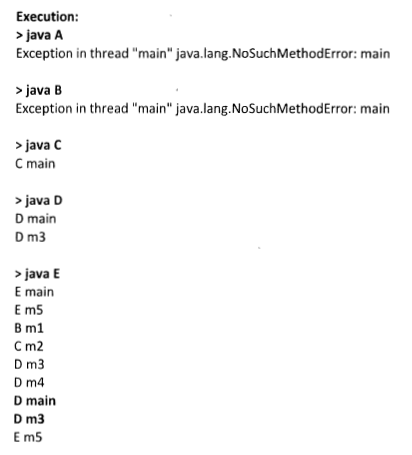 Execution:
> java A
Exception in thread "main" java.lang.NoSuchMethodError: main
> java B
Exception in thread "main" java.lang.NoSuchMethodError: main
> java C
C main
> java D
D main
D m3
> java E
E main
E m5
B m1
C m2
D m3
D m4
D main
D m3
E m5